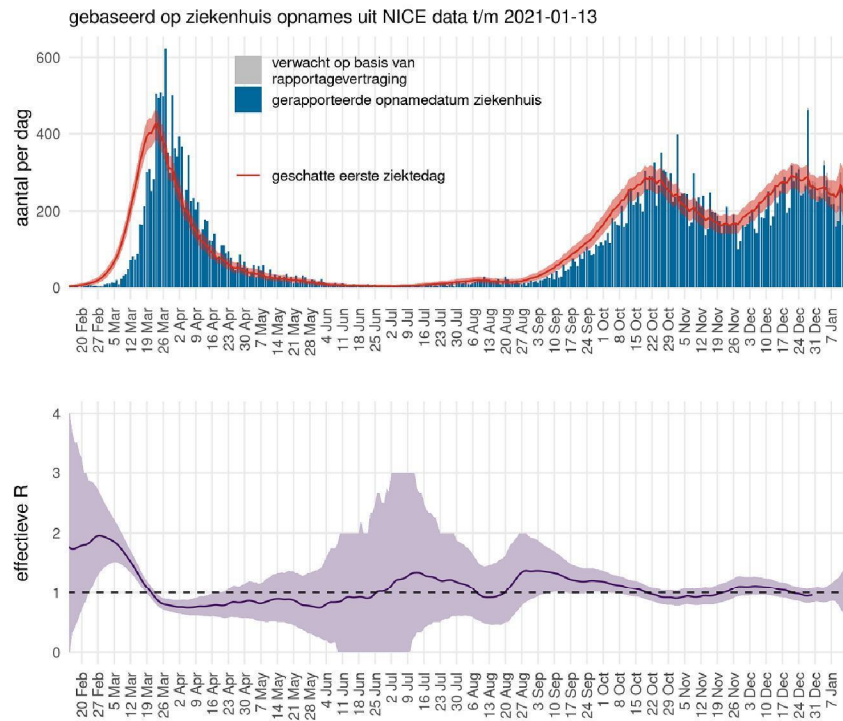 gebaseerd op ziekenhuis opnames uit NICE data t/m 2021-01-13
verwacht op basis van
rapportagevertraging
gerapporteerde opnamedatum ziekenhuis
geschatte eerste ziektedag
aantal per dag
600
400
200
0
20 Feb
27 Feb
5 Mar
12 Mar
19 Mar
26 Mar
2 Apr
9 Apr
16 Apr
23 Apr
30 Apr
7 May
14 May
21 May
28 May
4 Jun
11 Jun
18 Jun
25 Jun
2 Jul
9 Jul
16 Jul
23 Jul
30 Jul
6 Aug
13 Aug
20 Aug
27 Aug
3 Sep
10 Sep
17 Sep
24 Sep
1 Oct
8 Oct
15 Oct
22 Oct
29 Oct
5 Nov
12 Nov
19 Nov
26 Nov
3 Dec
10 Dec
17 Dec
24 Dec
31 Dec
7 Jan
effectieve R
4
3
2
1
0
20 Feb
27 Feb
5 Mar
12 Mar
19 Mar
26 Mar
2 Apr
9 Apr
16 Apr
23 Apr
30 Apr
7 May
14 May
21 May
28 May
4 Jun
11 Jun
18 Jun
25 Jun
2 Jul
9 Jul
16 Jul
23 Jul
30 Jul
6 Aug
13 Aug
20 Aug
27 Aug
3 Sep
10 Sep
17 Sep
24 Sep
1 Oct
8 Oct
15 Oct
22 Oct
29 Oct
5 Nov
12 Nov
19 Nov
26 Nov
3 Dec
10 Dec
17 Dec
24 Dec
31 Dec
7 Jan